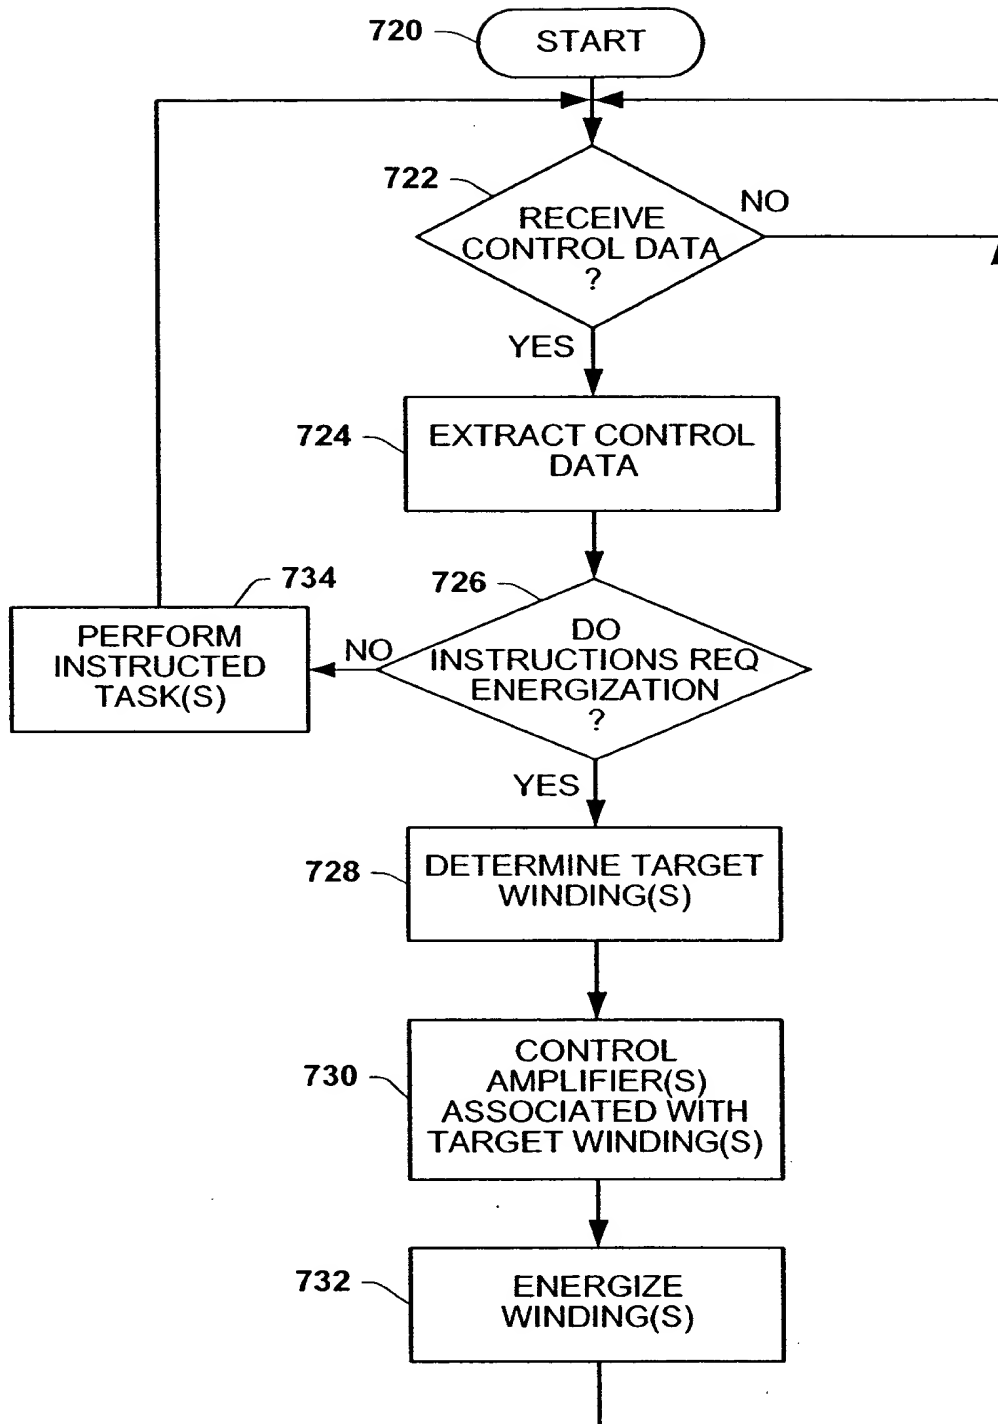 720
START
722
RECEIVE
CONTROL DATA
?
NO
YES
724
EXTRACT CONTROL
DATA
734
PERFORM
INSTRUCTED
TASK(S)
NO
726
DO
INSTRUCTIONS REQ
ENERGIZATION
?
YES
728
DETERMINE TARGET
WINDING(S)
730
CONTROL
AMPLIFIER(S)
ASSOCIATED WITH
TARGET WINDING(S)
732
ENERGIZE
WINDING(S)